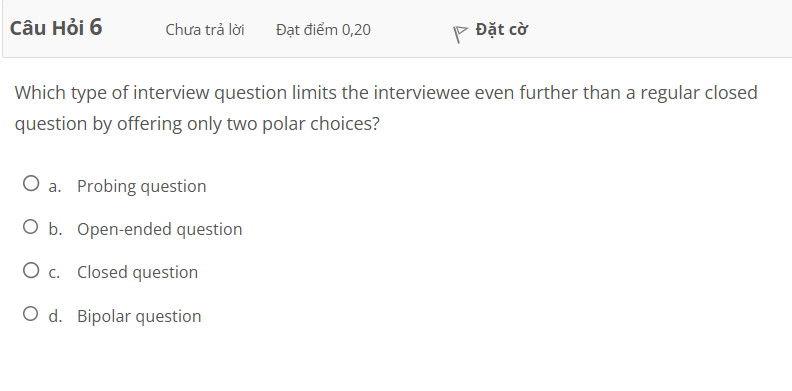 Câu Hỏi 6 Chưa trả lời Đạt điểm 0,20 Đặt cờ
Which type of interview question limits the interviewee even further than a regular closed
question by offering only two polar choices?
a. Probing question
b. Open-ended question
c. Closed question
d. Bipolar question